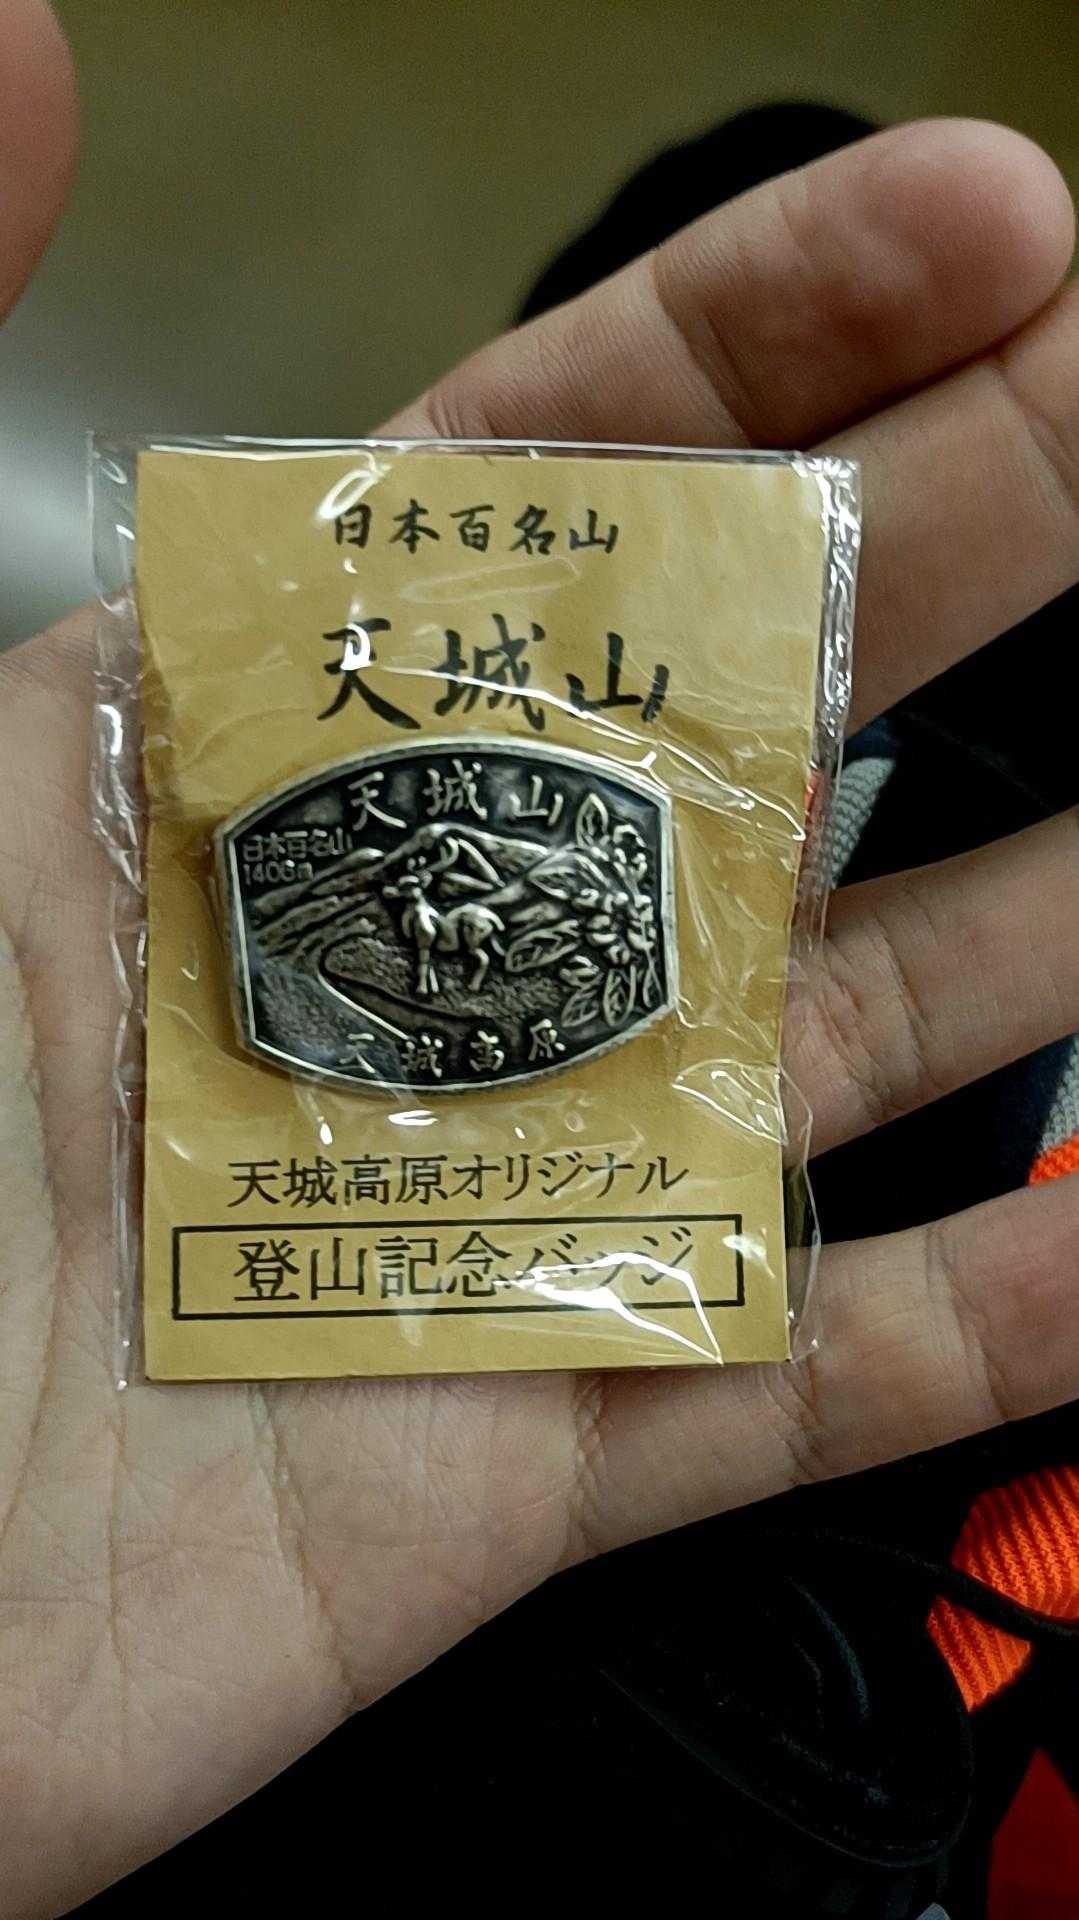 日本百名山
天城山
天城山
日本百名山
1406m
天城高原
天城高原オリジナル
登山記念バッジ